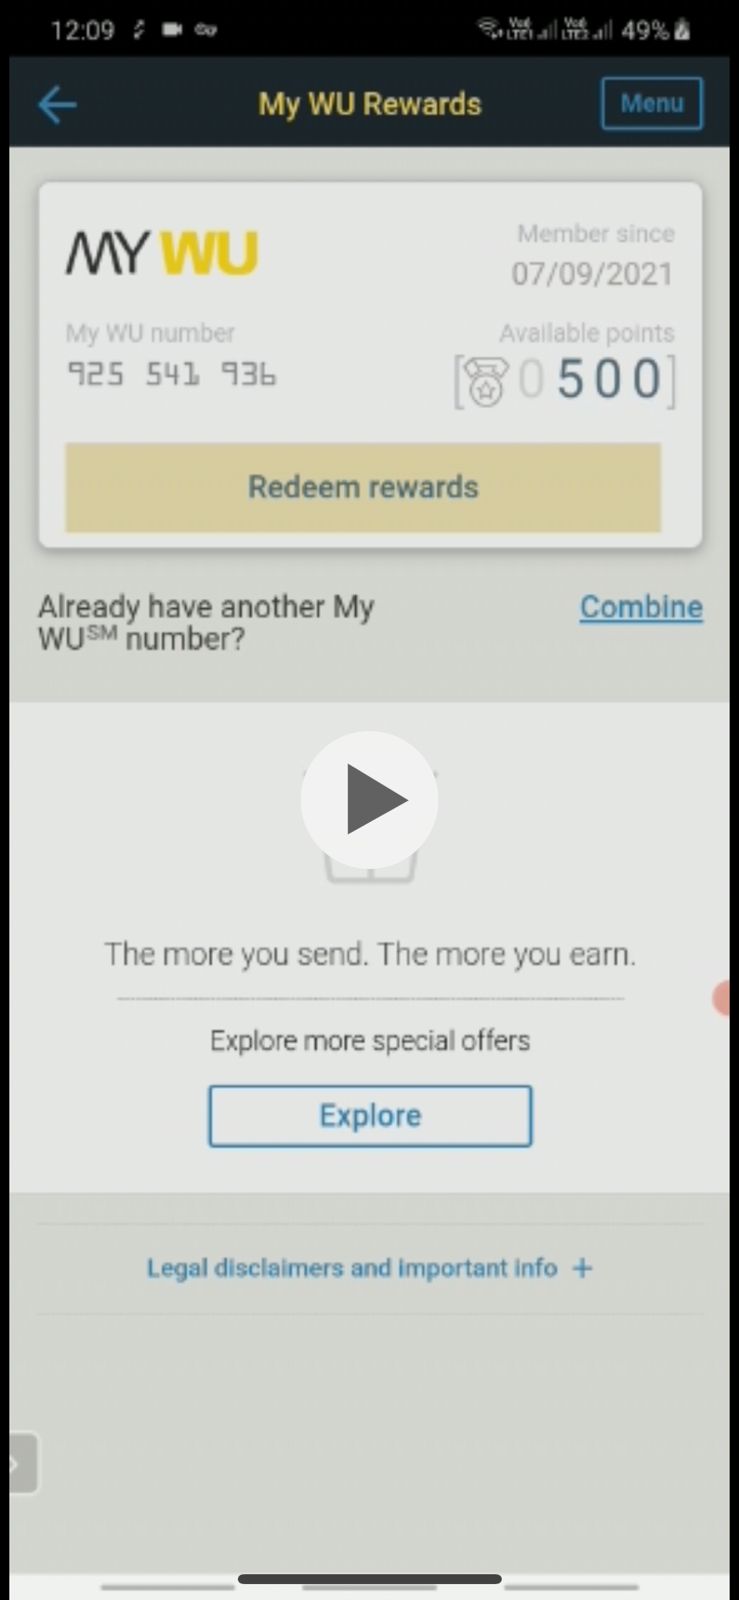 12:09
49%
My WU Rewards
Menu
MY WU
Member since
07/09/2021
My WU number
Available points
925 541 936
[0500]
Redeem rewards
Already have another My
WU℠ number?
Combine
The more you send. The more you earn.
Explore more special offers
Explore
Legal disclaimers and important info +